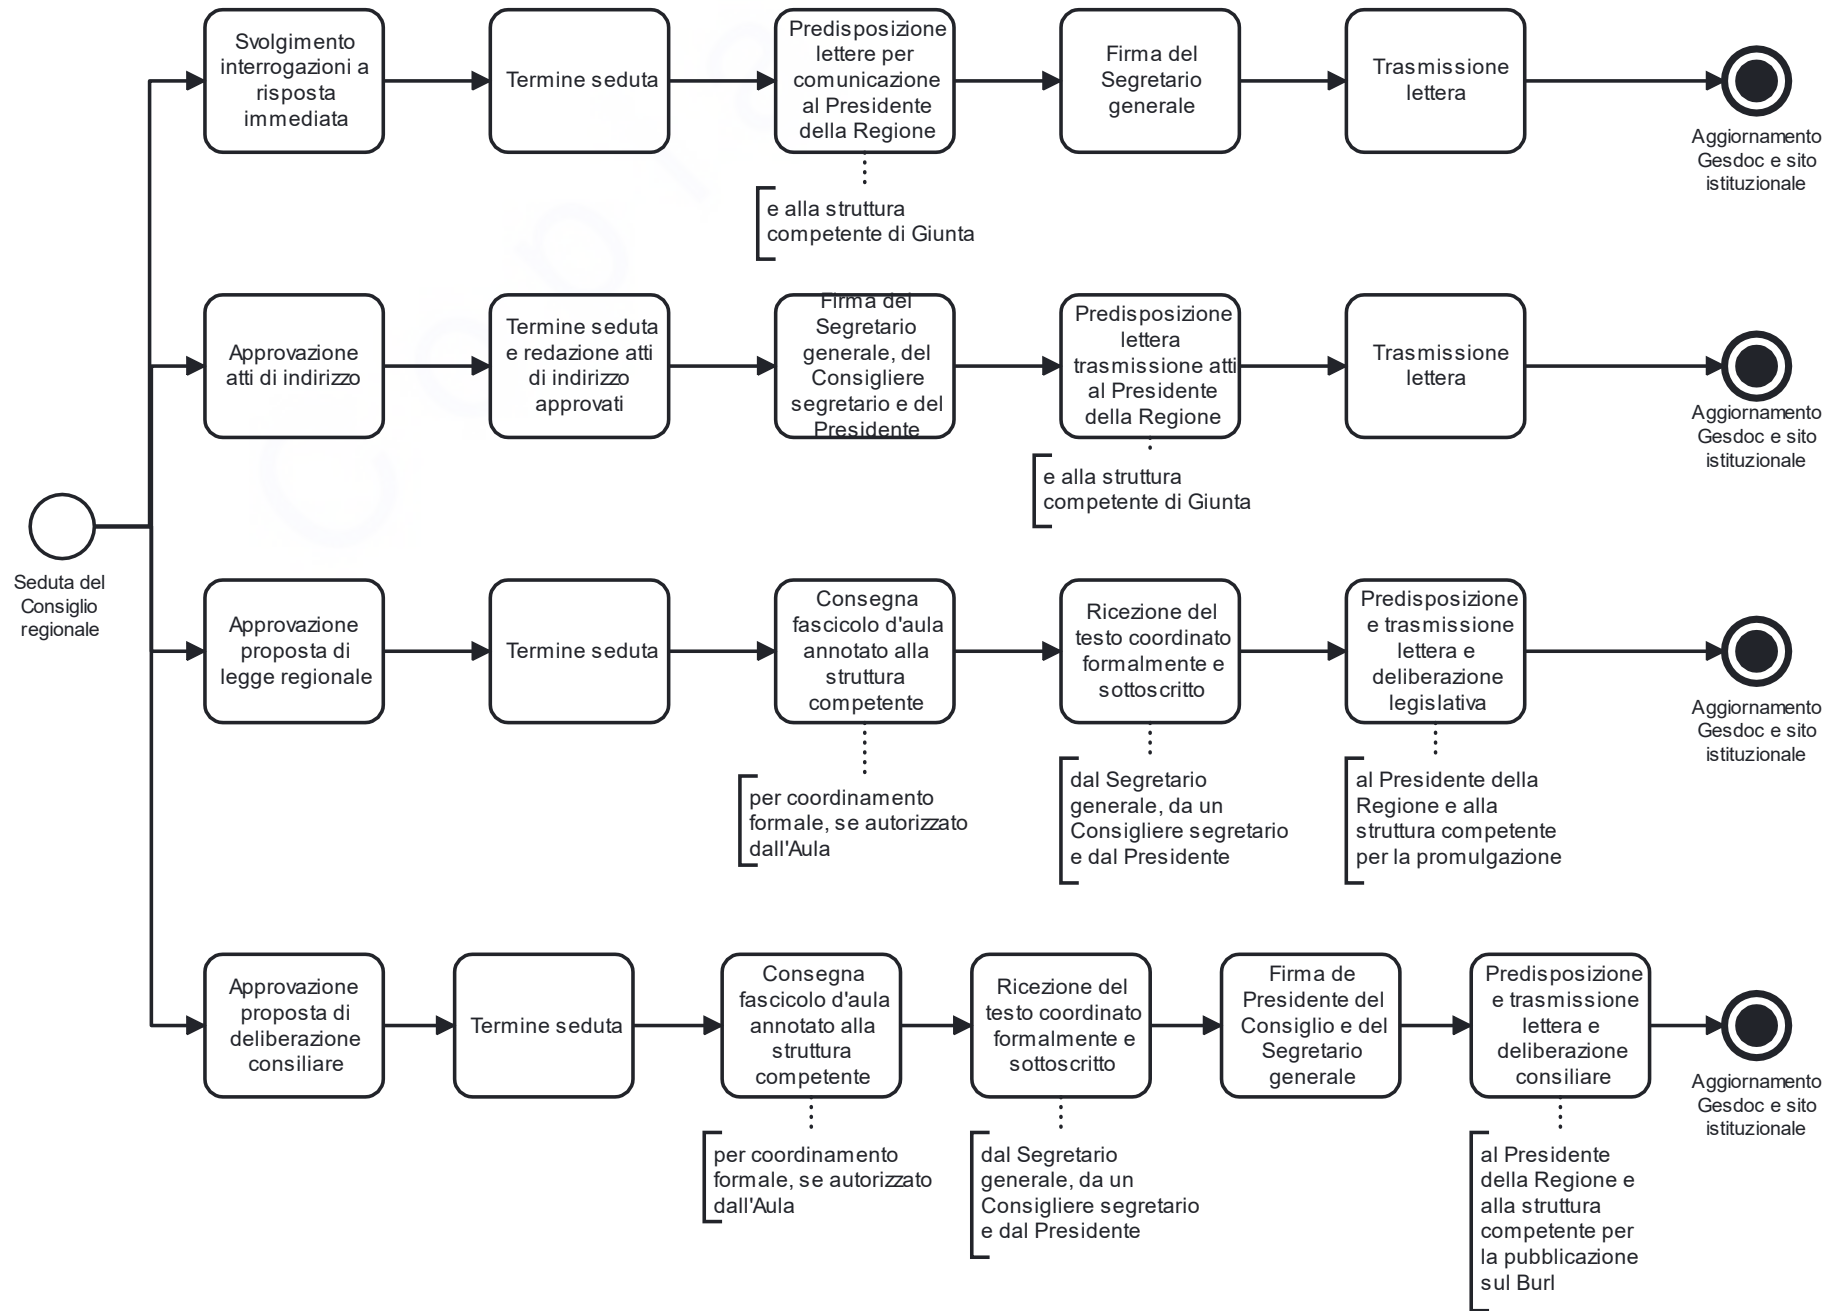 Svolgimento
interrogazioni a
risposta
immediata
Termine seduta
Predisposizione
lettere per
comunicazione
al Presidente
della Regione
Firma del
Segretario
generale
Trasmissione
lettera
Aggiornamento
Gesdoc e sito
istituzionale
e alla struttura
competente di Giunta
Approvazione
atti di indirizzo
Termine seduta
e redazione atti
di indirizzo
approvati
Firma del
Segretario
generale, del
Consigliere
segretario e del
Presidente
Predisposizione
lettera
trasmissione atti
al Presidente
della Regione
Trasmissione
lettera
Aggiornamento
Gesdoc e sito
istituzionale
e alla struttura
competente di Giunta
Seduta del
Consiglio
regionale
Approvazione
proposta di
legge regionale
Termine seduta
Consegna
fascicolo d'aula
annotato alla
struttura
competente
Ricezione del
testo coordinato
formalmente e
sottoscritto
Predisposizione
e trasmissione
lettera e
deliberazione
legislativa
Aggiornamento
Gesdoc e sito
istituzionale
per coordinamento
formale, se autorizzato
dall'Aula
dal Segretario
generale, da un
Consigliere segretario
e dal Presidente
al Presidente della
Regione e alla
struttura competente
per la promulgazione
Approvazione
proposta di
deliberazione
consiliare
Termine seduta
Consegna
fascicolo d'aula
annotato alla
struttura
competente
Ricezione del
testo coordinato
formalmente e
sottoscritto
Firma de
Presidente del
Consiglio e del
Segretario
generale
Predisposizione
e trasmissione
lettera e
deliberazione
consiliare
Aggiornamento
Gesdoc e sito
istituzionale
per coordinamento
formale, se autorizzato
dall'Aula
dal Segretario
generale, da un
Consigliere segretario
e dal Presidente
al Presidente
della Regione e
alla struttura
competente per
la pubblicazione
sul Burl